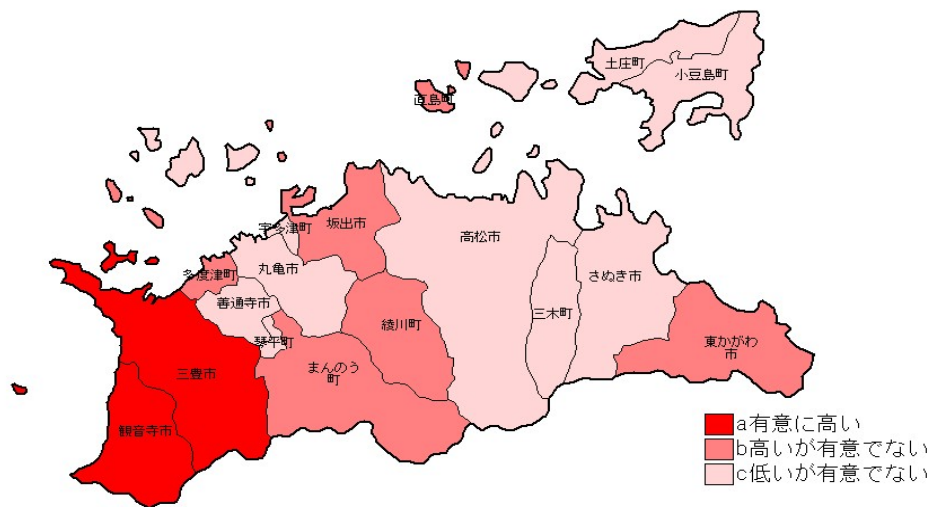 土庄町
小豆島町
直島町
宇多津町
坂出市
高松市
多度津町
丸亀市
さぬき市
善通寺市
三木町
綾川町
琴平町
東かがわ
市
まんのう
町
三豊市
観音寺市
a有意に高い
b高いが有意でない
c低いが有意でない